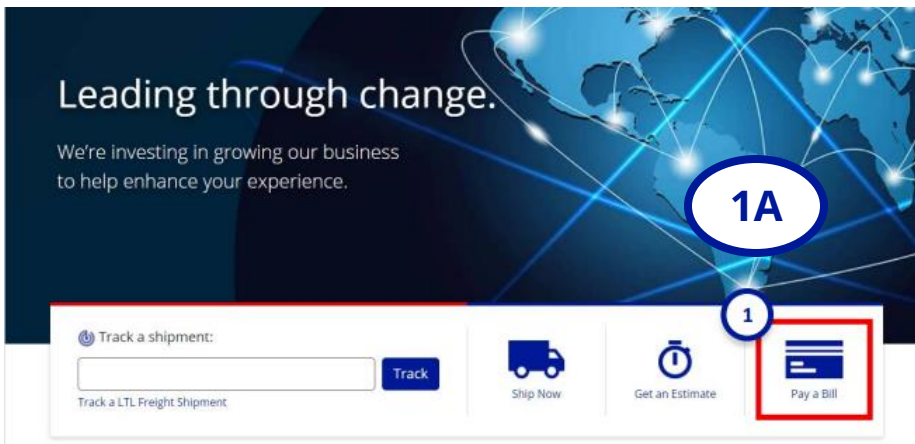 Leading through change.
We're investing in growing our business
to help enhance your experience.
1A
1
Track a shipment:
Track
Track a LTL Freight Shipment
Ship Now
Get an Estimate
Pay a Bill